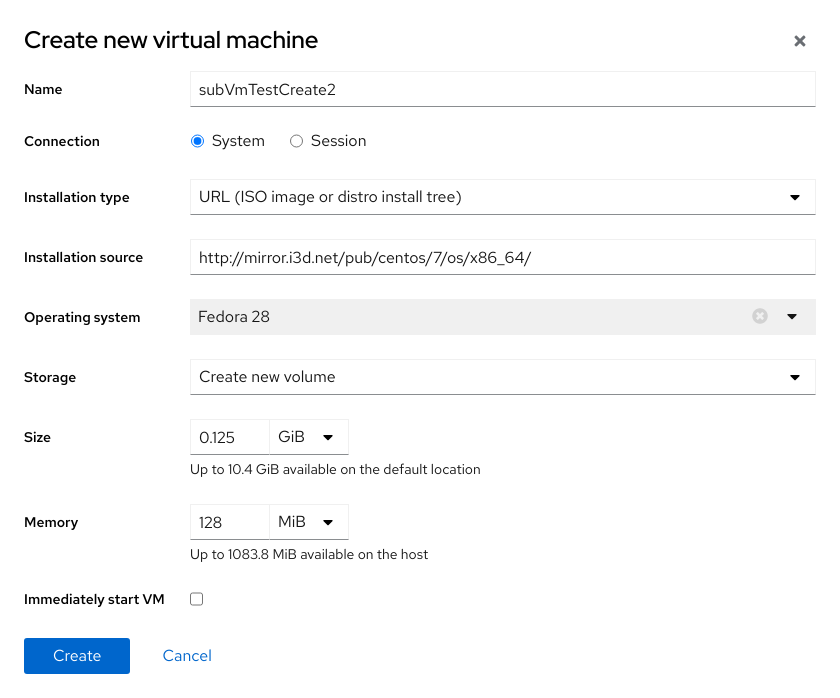 Create new virtual machine
Name subVmTestCreate2
Connection System Session
Installation type URL (ISO image or distro install tree)
Installation source http://mirror.i3d.net/pub/centos/7/os/x86_64/
Operating system Fedora 28
Storage Create new volume
Size 0.125 GiB
Up to 10.4 GiB available on the default location
Memory 128 MiB
Up to 1083.8 MiB available on the host
Immediately start VM
Create Cancel